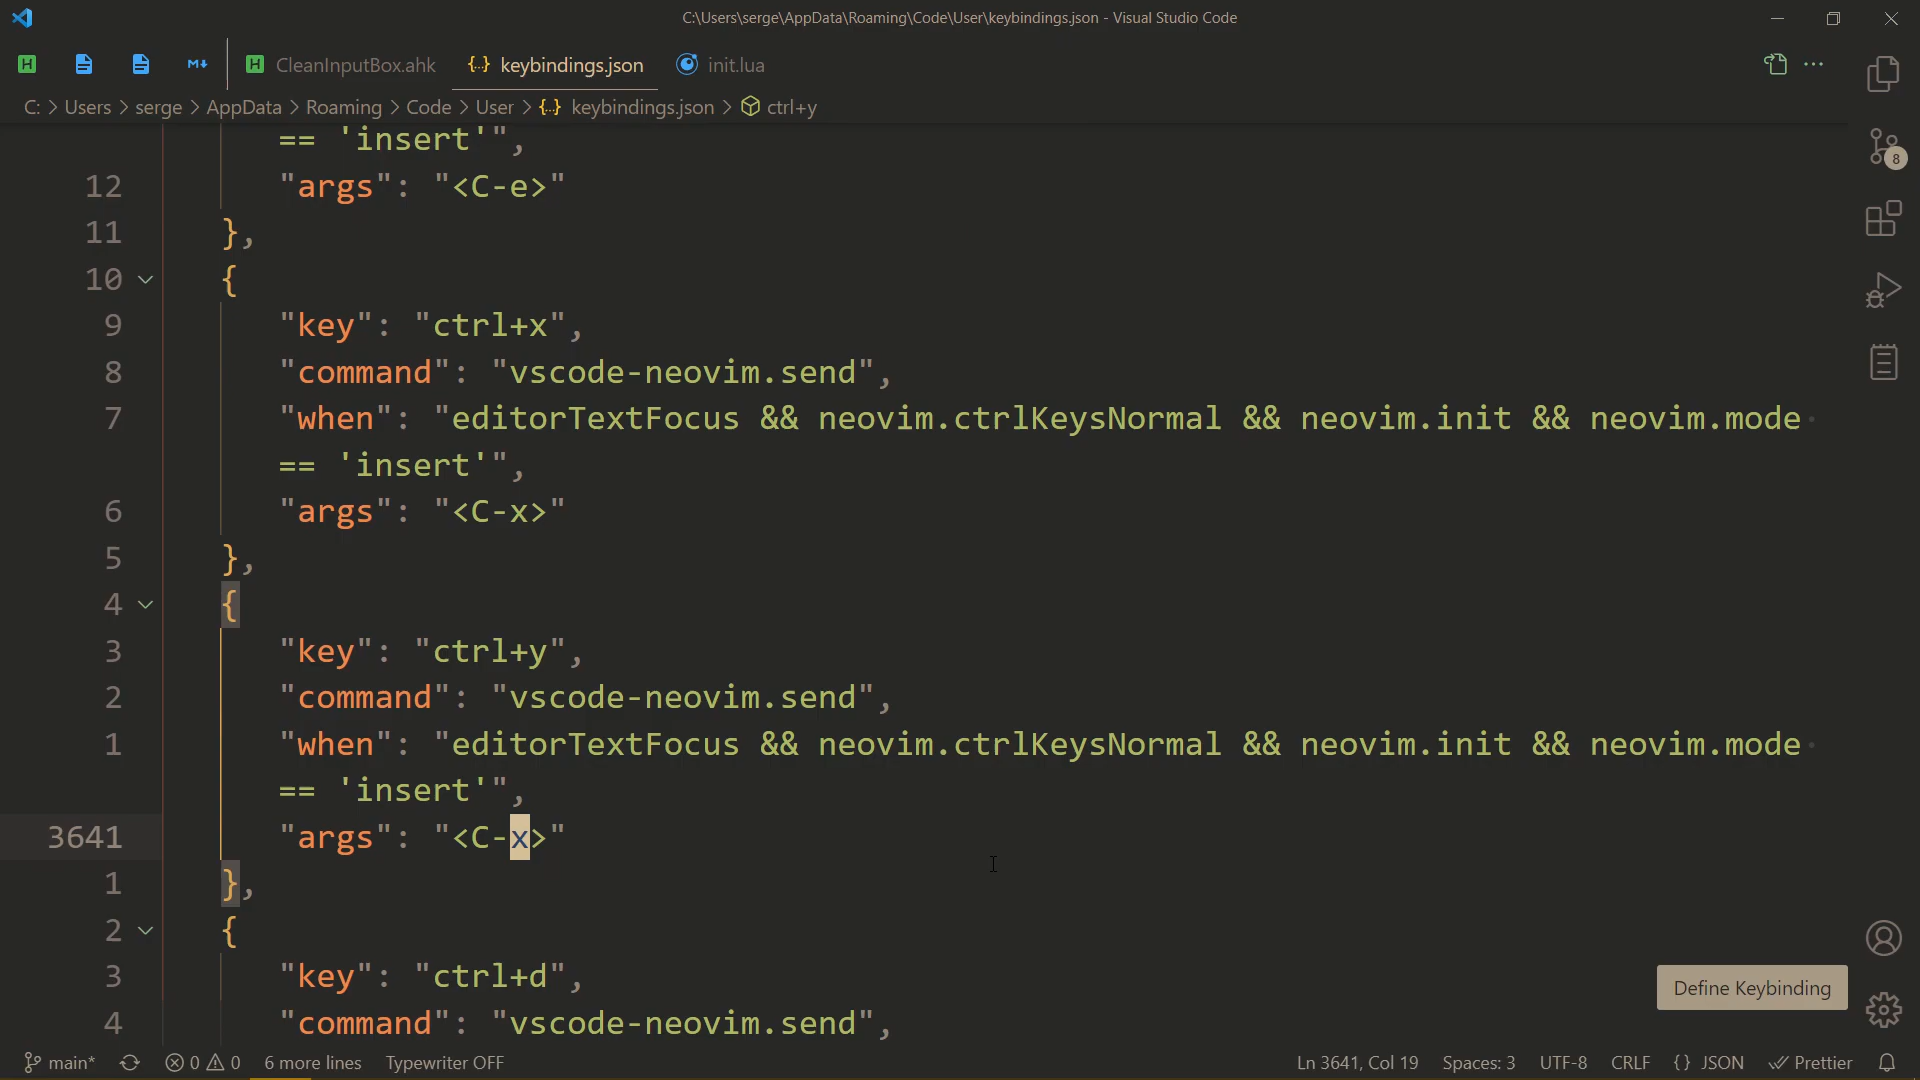 C:\Users\serge\AppData\Roaming\Code\User\keybindings.json - Visual Studio Code
H M↓ H CleanInputBox.ahk {..} keybindings.json init.lua ...
C: > Users > serge > AppData > Roaming > Code > User > {..} keybindings.json > ctrl+y
== 'insert'",
12 "args": "<C-e>"
11 },
10 {
9 "key": "ctrl+x",
8 "command": "vscode-neovim.send",
7 "when": "editorTextFocus && neovim.ctrlKeysNormal && neovim.init && neovim.mode
== 'insert'",
6 "args": "<C-x>"
5 },
4 {
3 "key": "ctrl+y",
2 "command": "vscode-neovim.send",
1 "when": "editorTextFocus && neovim.ctrlKeysNormal && neovim.init && neovim.mode
== 'insert'",
3641 "args": "<C-x>"
1 },
2 {
3 "key": "ctrl+d",
4 "command": "vscode-neovim.send",
8
Define Keybinding
main* 0 0 6 more lines Typewriter OFF Ln 3641, Col 19 Spaces: 3 UTF-8 CRLF {} JSON Prettier